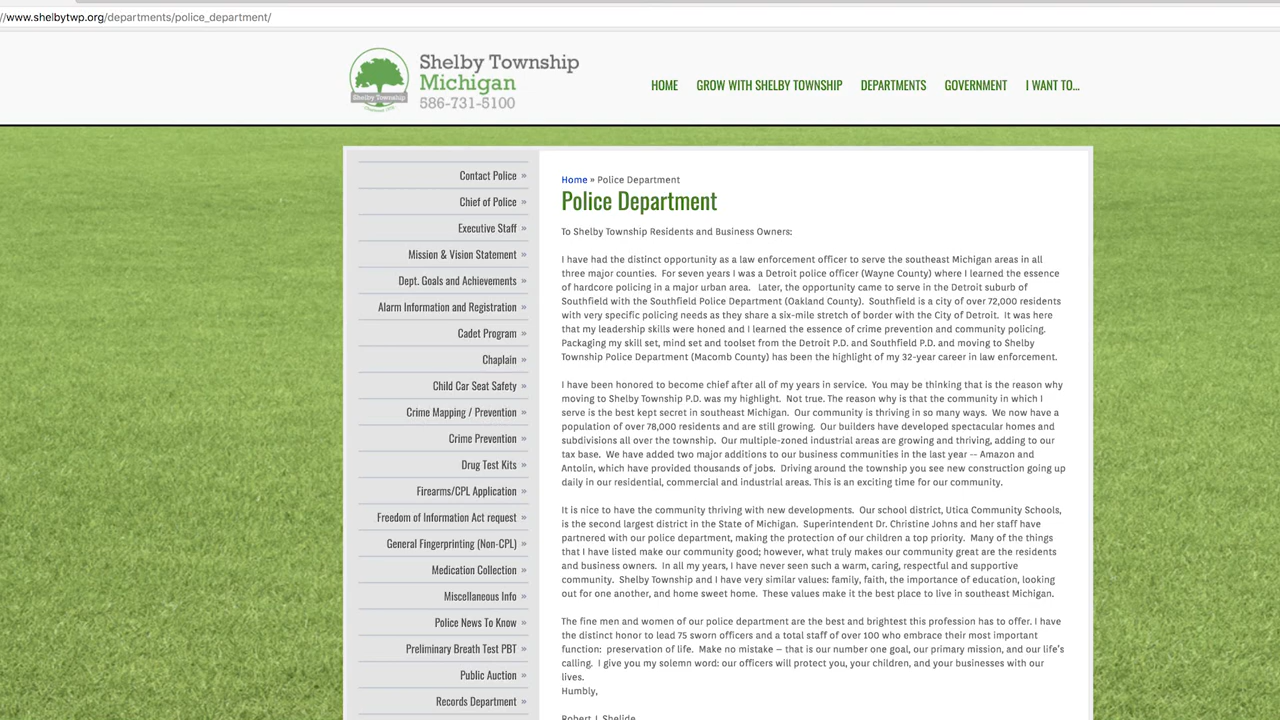 //www.shelbytwp.org/departments/police_department/
Shelby Township
Michigan
586-731-5100
Shelby Township
HOME
GROW WITH SHELBY TOWNSHIP
DEPARTMENTS
GOVERNMENT
I WANT TO...
Contact Police »
Chief of Police »
Executive Staff »
Mission & Vision Statement »
Dept. Goals and Achievements »
Alarm Information and Registration »
Cadet Program »
Chaplain »
Child Car Seat Safety »
Crime Mapping / Prevention »
Crime Prevention »
Drug Test Kits »
Firearms/CPL Application »
Freedom of Information Act request »
General Fingerprinting (Non-CPL) »
Medication Collection »
Miscellaneous Info »
Police News To Know »
Preliminary Breath Test PBT »
Public Auction »
Records Department »
Home » Police Department
Police Department
To Shelby Township Residents and Business Owners:
I have had the distinct opportunity as a law enforcement officer to serve the southeast Michigan areas in all
three major counties. For seven years I was a Detroit police officer (Wayne County) where I learned the essence
of hardcore policing in a major urban area. Later, the opportunity came to serve in the Detroit suburb of
Southfield with the Southfield Police Department (Oakland County). Southfield is a city of over 72,000 residents
with very specific policing needs as they share a six-mile stretch of border with the City of Detroit. It was here
that my leadership skills were honed and I learned the essence of crime prevention and community policing.
Packaging my skill set, mind set and toolset from the Detroit P.D. and Southfield P.D. and moving to Shelby
Township Police Department (Macomb County) has been the highlight of my 32-year career in law enforcement.
I have been honored to become chief after all of my years in service. You may be thinking that is the reason why
moving to Shelby Township P.D. was my highlight. Not true. The reason why is that the community in which I
serve is the best kept secret in southeast Michigan. Our community is thriving in so many ways. We now have a
population of over 78,000 residents and are still growing. Our builders have developed spectacular homes and
subdivisions all over the township. Our multiple-zoned industrial areas are growing and thriving, adding to our
tax base. We have added two major additions to our business communities in the last year -- Amazon and
Antolin, which have provided thousands of jobs. Driving around the township you see new construction going up
daily in our residential, commercial and industrial areas. This is an exciting time for our community.
It is nice to have the community thriving with new developments. Our school district, Utica Community Schools,
is the second largest district in the State of Michigan. Superintendent Dr. Christine Johns and her staff have
partnered with our police department, making the protection of our children a top priority. Many of the things
that I have listed make our community good; however, what truly makes our community great are the residents
and business owners. In all my years, I have never seen such a warm, caring, respectful and supportive
community. Shelby Township and I have very similar values: family, faith, the importance of education, looking
out for one another, and home sweet home. These values make it the best place to live in southeast Michigan.
The fine men and women of our police department are the best and brightest this profession has to offer. I have
the distinct honor to lead 75 sworn officers and a total staff of over 100 who embrace their most important
function: preservation of life. Make no mistake – that is our number one goal, our primary mission, and our life's
calling. I give you my solemn word: our officers will protect you, your children, and your businesses with our
lives.
Humbly,
Robert J. Shelide